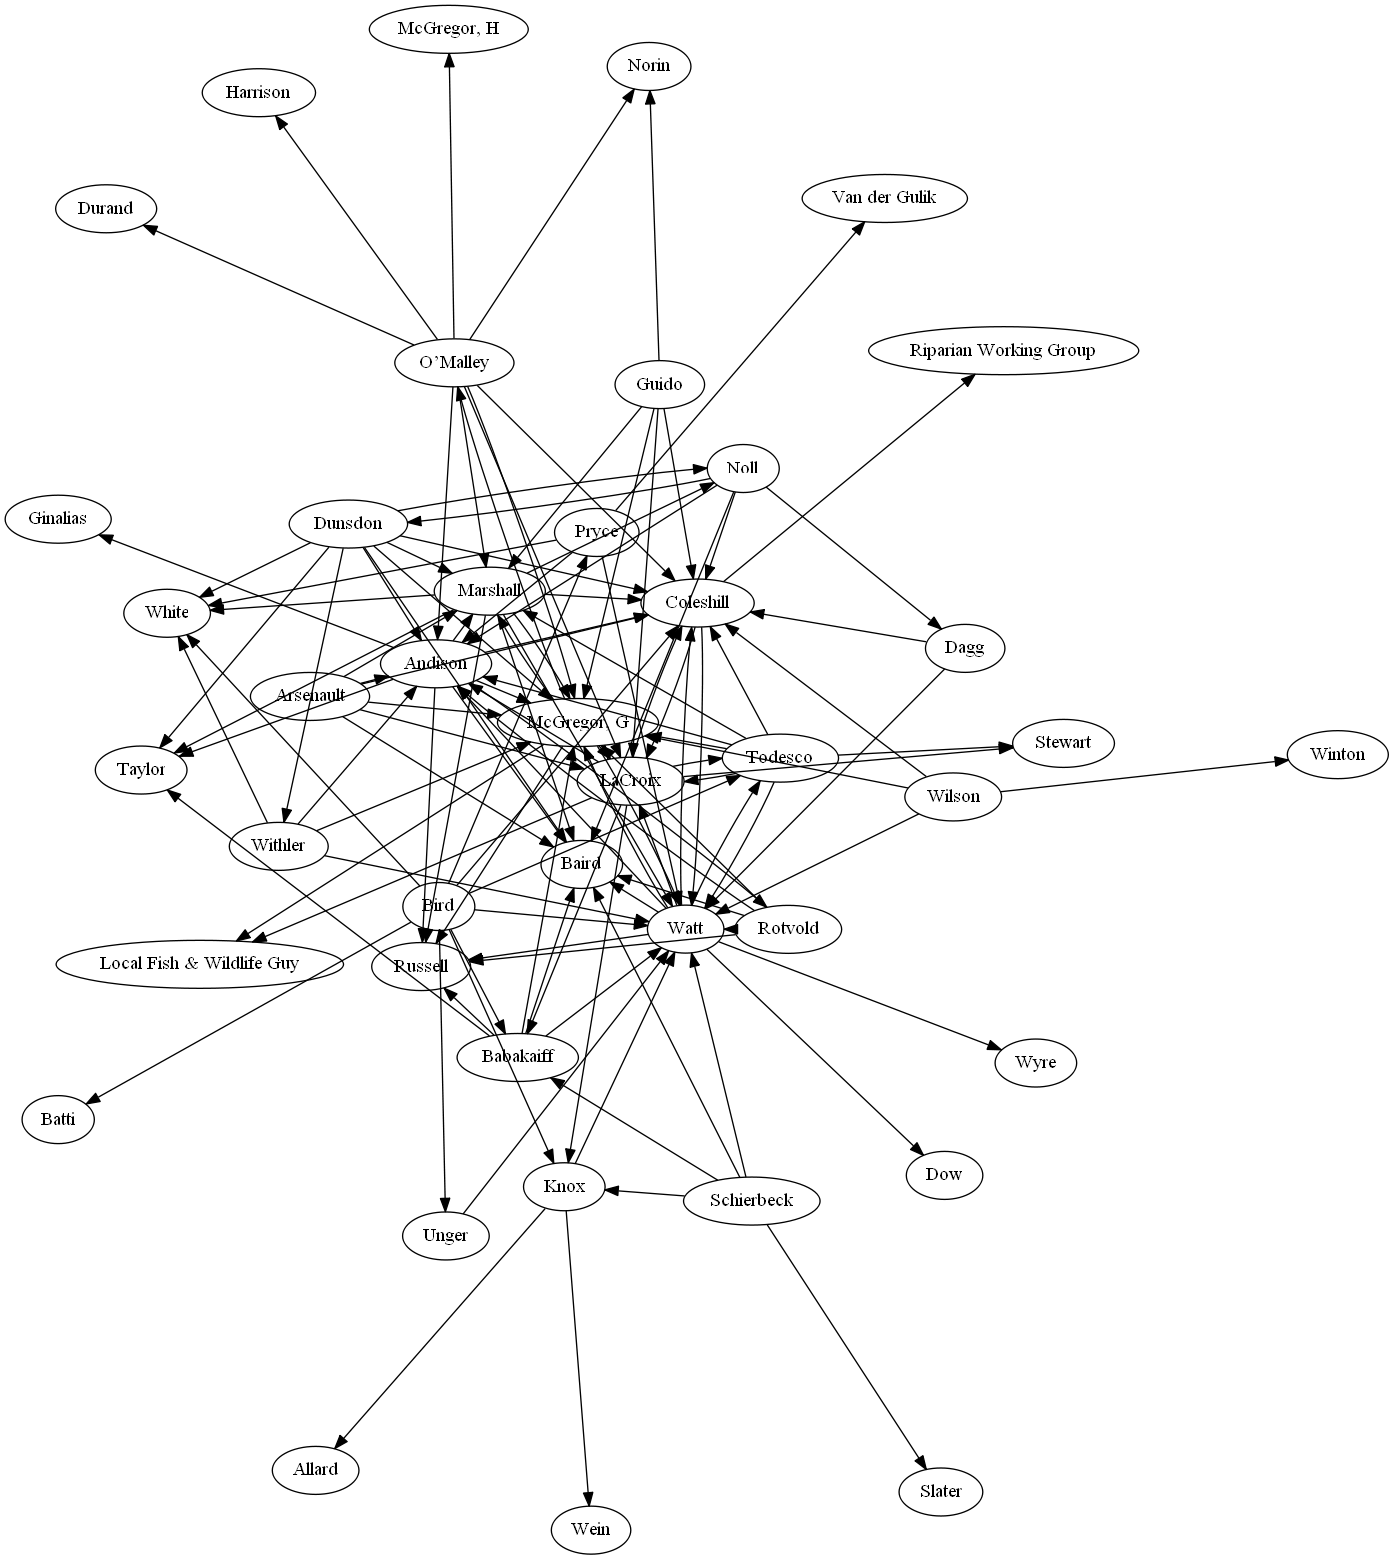 McGregor, H
Norin
Harrison
Van der Gulik
Durand
Riparian Working Group
O'Malley
Guido
Noll
Ginalias
Dunsdon
Pryce
Marshall
White
Coleshill
Dagg
Andison
Arsenault
McGregor, G
Stewart
Winton
Todesco
Taylor
LaCroix
Wilson
Withler
Baird
Bird
Watt
Rotvold
Local Fish & Wildlife Guy
Russell
Babakaiff
Wyre
Batti
Dow
Knox
Schierbeck
Unger
Allard
Slater
Wein